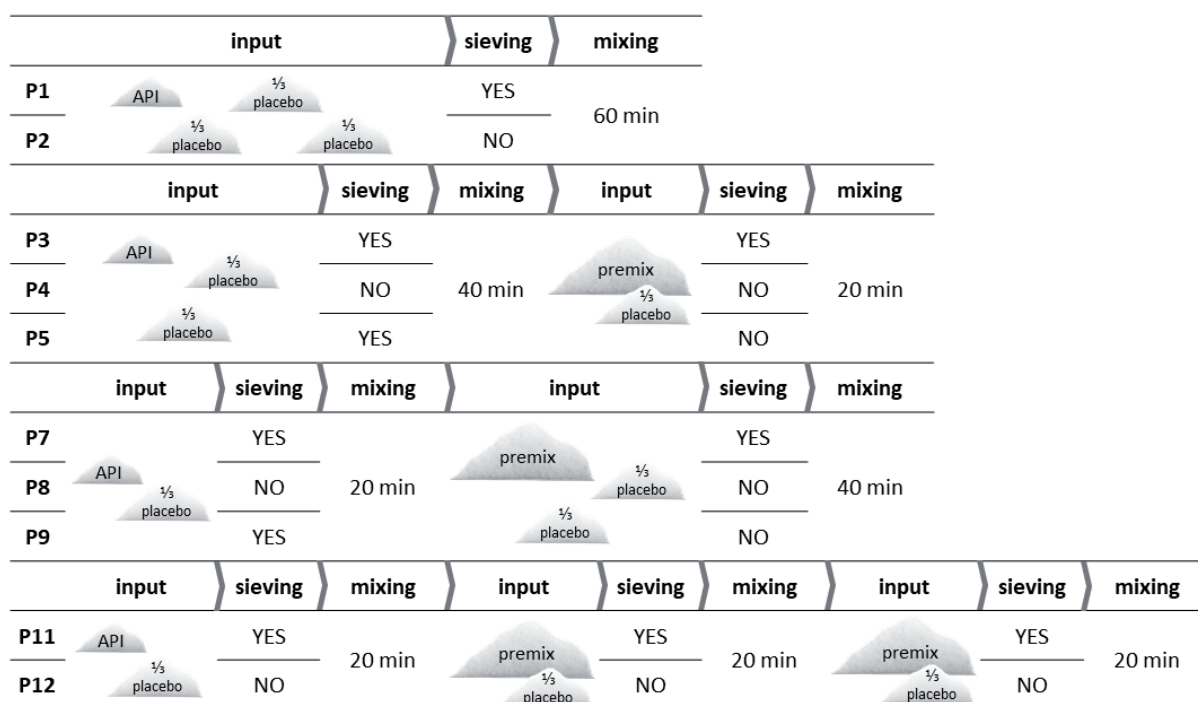 input sieving mixing
P1 API ⅓ placebo YES
60 min
P2 ⅓ placebo ⅓ placebo NO
input sieving mixing input sieving mixing
P3 API YES YES
⅓ placebo premix
P4 NO 40 min NO 20 min
⅓ placebo ⅓ placebo
P5 YES NO
input sieving mixing input sieving mixing
P7 YES premix YES
API ⅓ placebo
P8 ⅓ placebo NO 20 min NO 40 min
P9 YES ⅓ placebo NO
input sieving mixing input sieving mixing input sieving mixing
P11 API YES premix YES premix YES
20 min 20 min 20 min
P12 ⅓ placebo NO ⅓ placebo NO ⅓ placebo NO